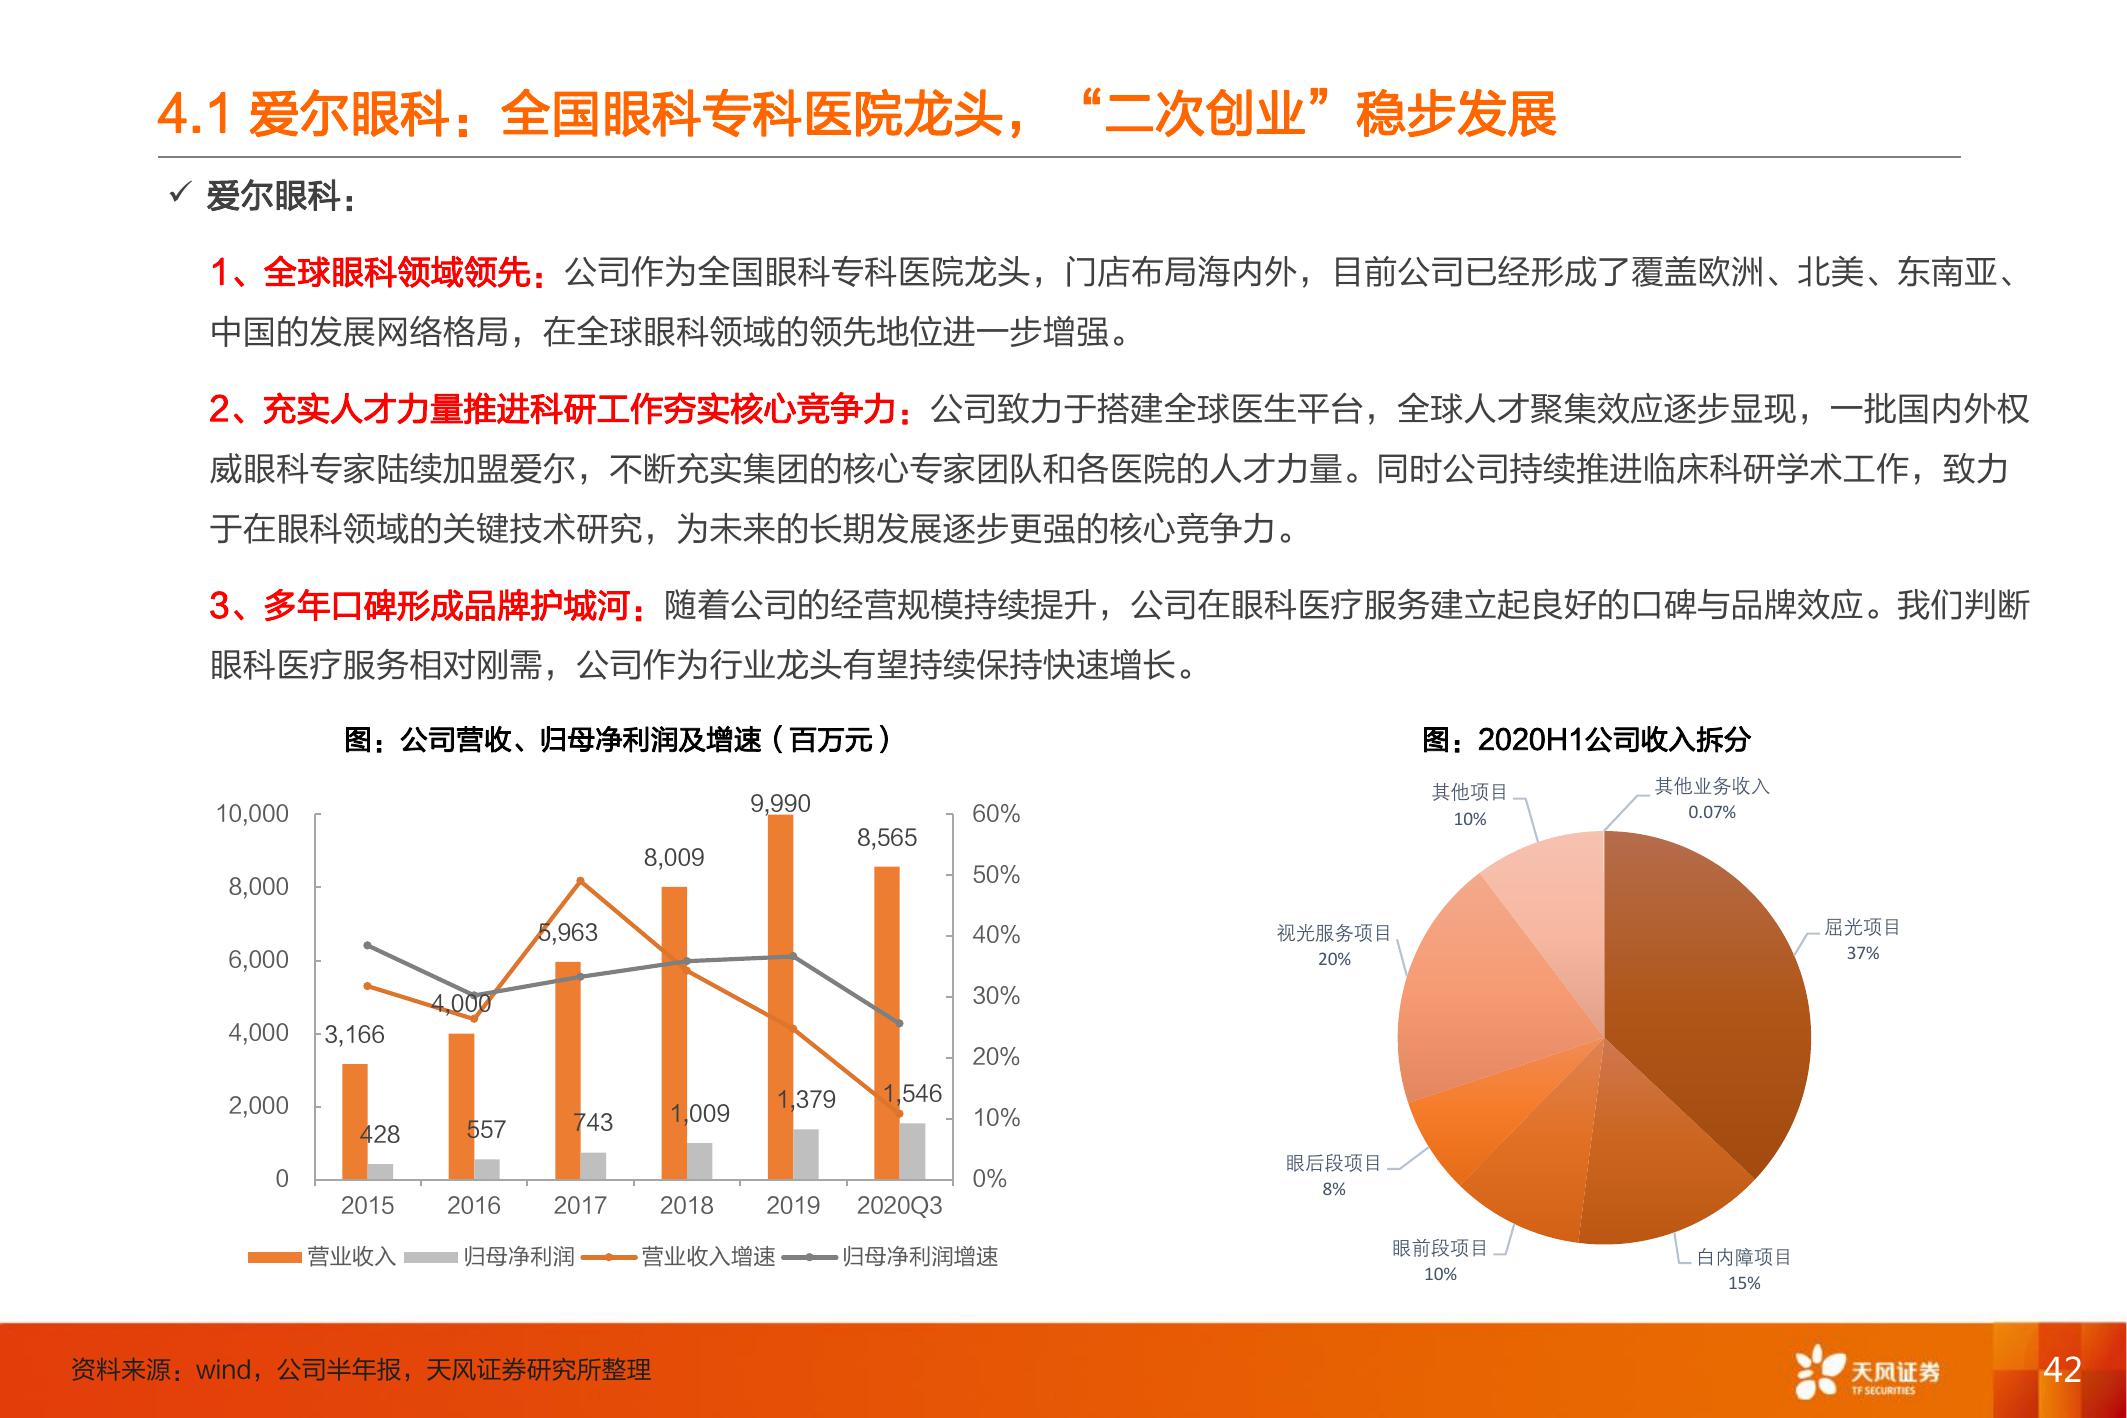 4.1 爱尔眼科：全国眼科专科医院龙头，“二次创业”稳步发展
✓ 爱尔眼科：
1、全球眼科领域领先：公司作为全国眼科专科医院龙头，门店布局海内外，目前公司已经形成了覆盖欧洲、北美、东南亚、
中国的发展网络格局，在全球眼科领域的领先地位进一步增强。
2、充实人才力量推进科研工作夯实核心竞争力：公司致力于搭建全球医生平台，全球人才聚集效应逐步显现，一批国内外权
威眼科专家陆续加盟爱尔，不断充实集团的核心专家团队和各医院的人才力量。同时公司持续推进临床科研学术工作，致力
于在眼科领域的关键技术研究，为未来的长期发展逐步更强的核心竞争力。
3、多年口碑形成品牌护城河：随着公司的经营规模持续提升，公司在眼科医疗服务建立起良好的口碑与品牌效应。我们判断
眼科医疗服务相对刚需，公司作为行业龙头有望持续保持快速增长。
图：公司营收、归母净利润及增速（百万元）
10,000
8,000
6,000
4,000
2,000
0
60%
50%
40%
30%
20%
10%
0%
3,166
4,000
5,963
8,009
9,990
8,565
428
557
743
1,009
1,379
1,546
2015 2016 2017 2018 2019 2020Q3
营业收入 归母净利润 营业收入增速 归母净利润增速
图：2020H1公司收入拆分
其他业务收入
0.07%
屈光项目
37%
白内障项目
15%
眼前段项目
10%
眼后段项目
8%
视光服务项目
20%
其他项目
10%
资料来源：wind，公司半年报，天风证券研究所整理
天风证券
TF SECURITIES
42